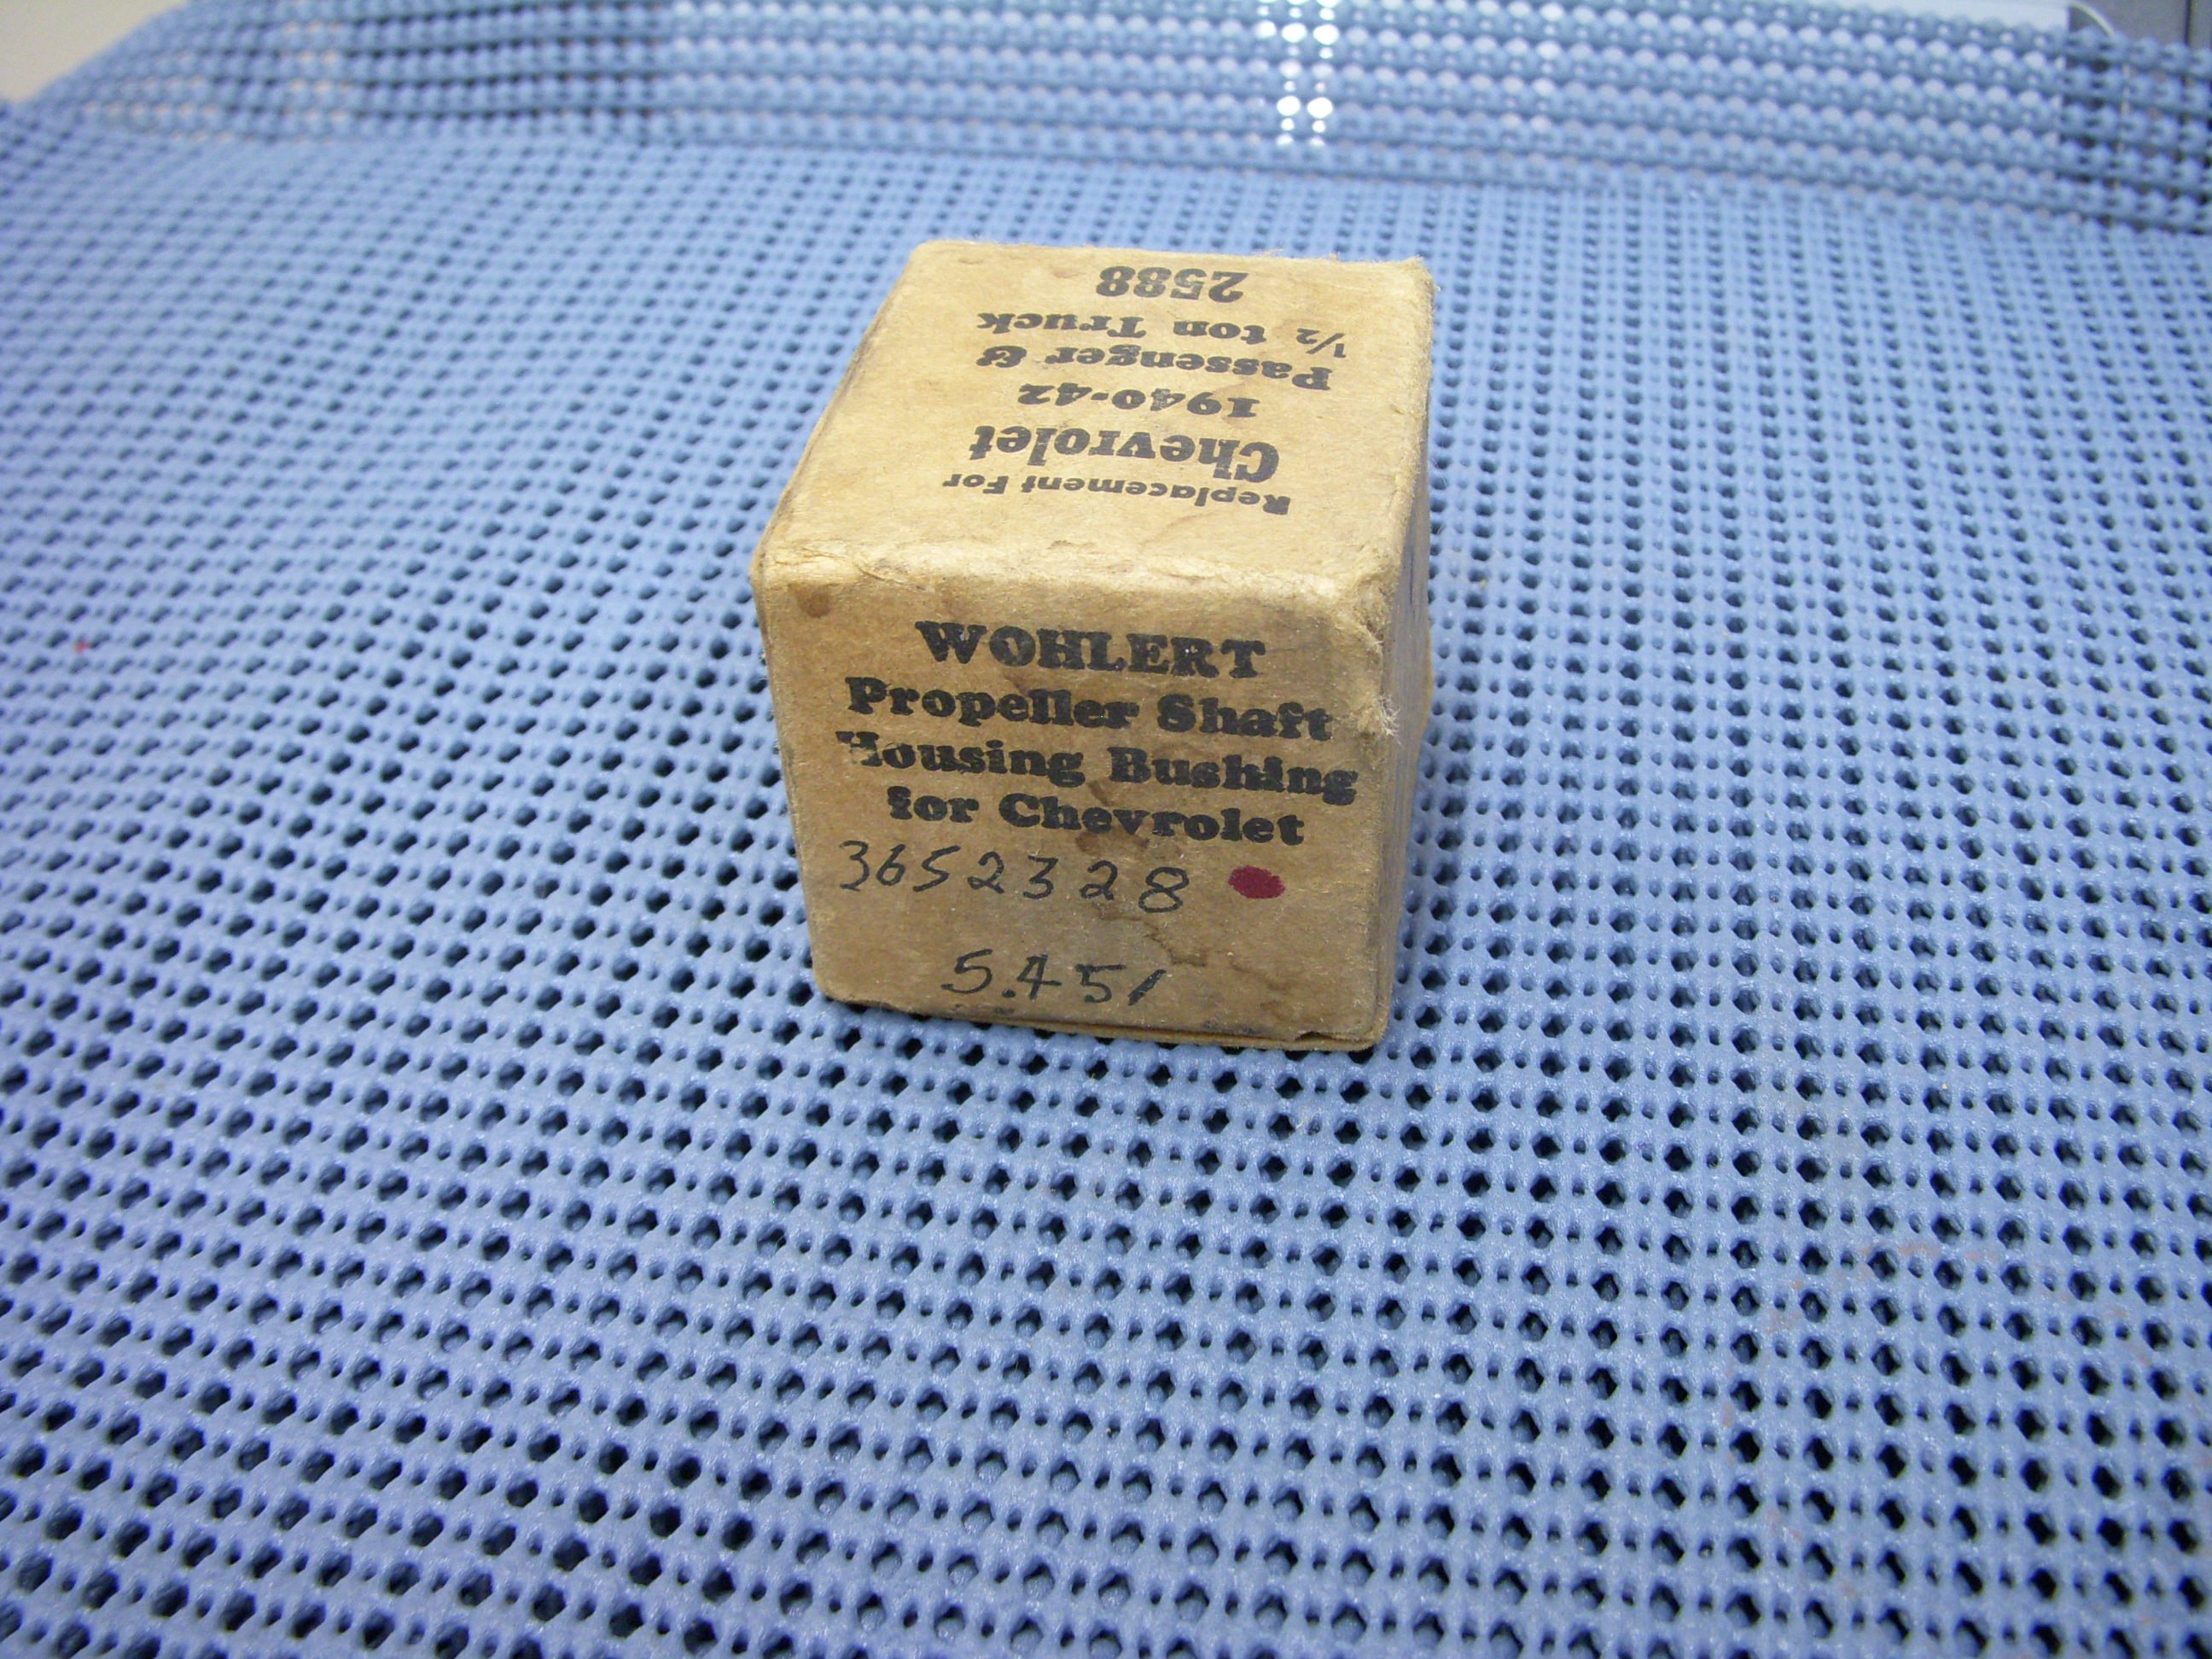 Replacement For
Chevrolet
1940-42
Passenger &
1/2 ton Truck
2588
WOHLERT
Propeller Shaft
Housing Bushing
for Chevrolet
3652328
5.451